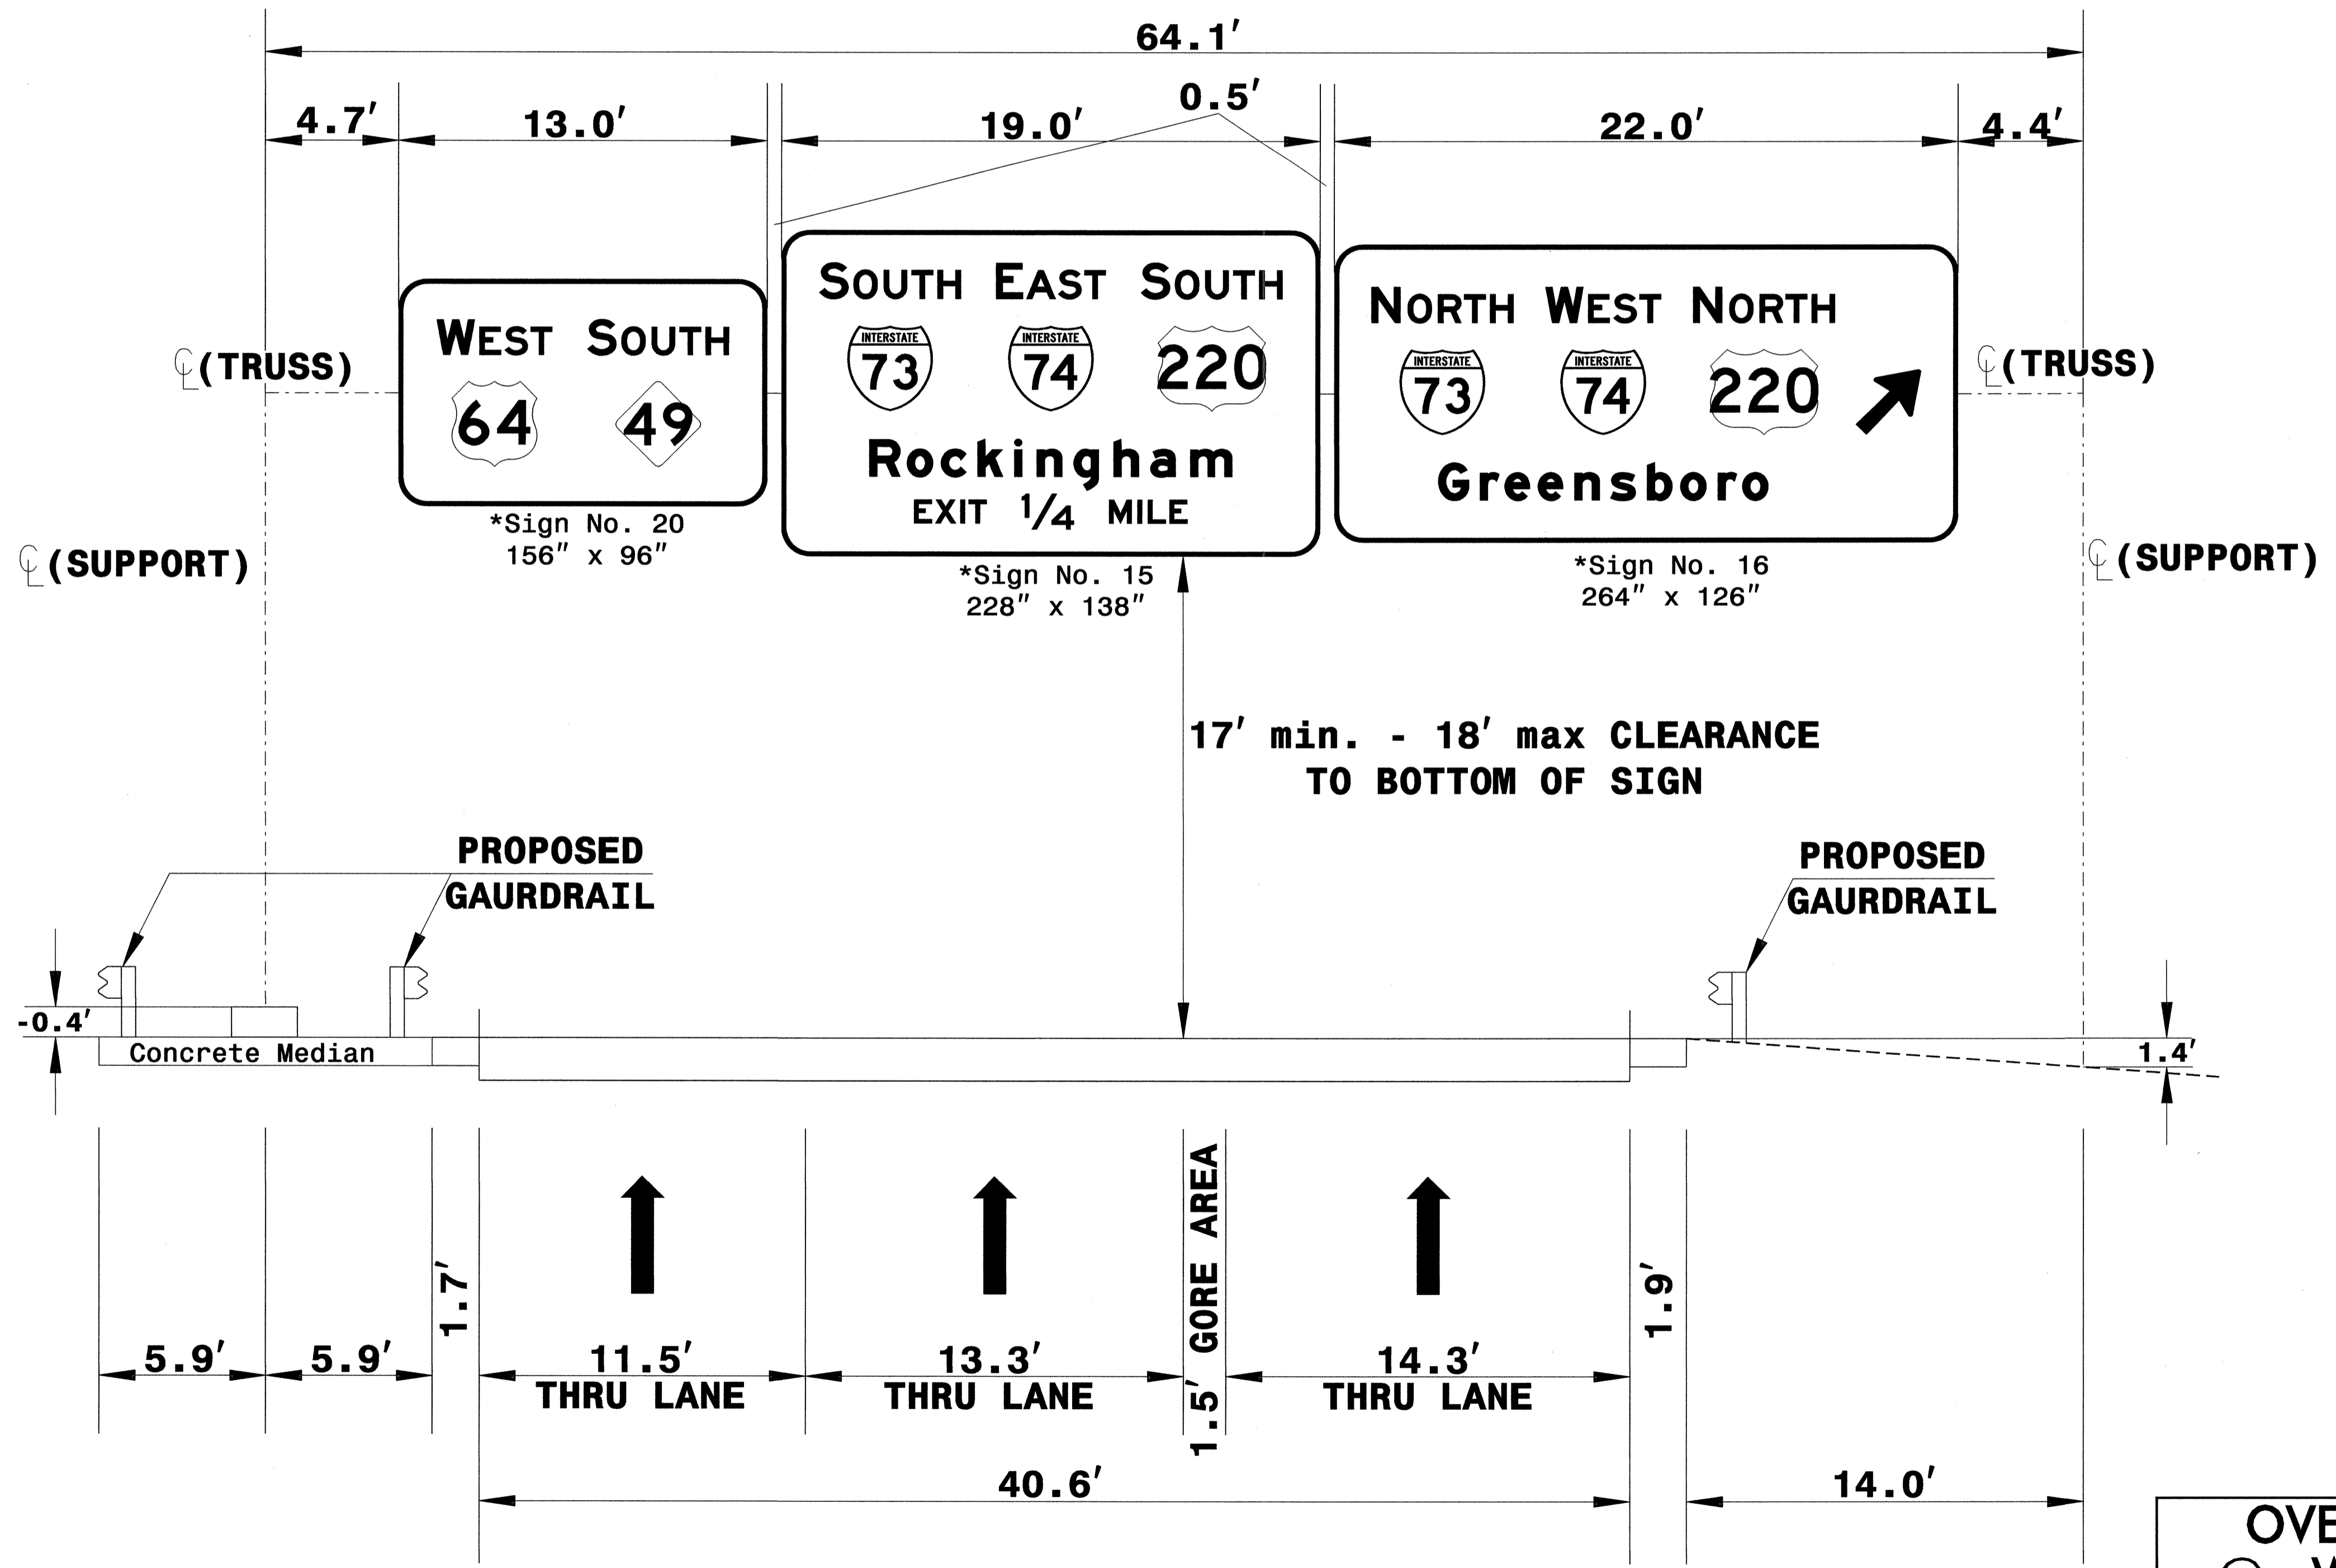 64.1′
4.7′ 13.0′ 19.0′ 0.5′ 22.0′ 4.4′
WEST SOUTH
64 49
*Sign No. 20
156″ x 96″
SOUTH EAST SOUTH
INTERSTATE 73 INTERSTATE 74 220
Rockingham
EXIT 1/4 MILE
*Sign No. 15
228″ x 138″
NORTH WEST NORTH
INTERSTATE 73 INTERSTATE 74 220
Greensboro
*Sign No. 16
264″ x 126″
℄ (TRUSS)
℄ (TRUSS)
℄ (SUPPORT)
℄ (SUPPORT)
17′ min. - 18′ max CLEARANCE
TO BOTTOM OF SIGN
PROPOSED
GAURDRAIL
PROPOSED
GAURDRAIL
-0.4′
Concrete Median
1.4′
5.9′ 5.9′
1.7′
11.5′
THRU LANE
13.3′
THRU LANE
1.5′ GORE AREA
14.3′
THRU LANE
1.9′
40.6′
14.0′